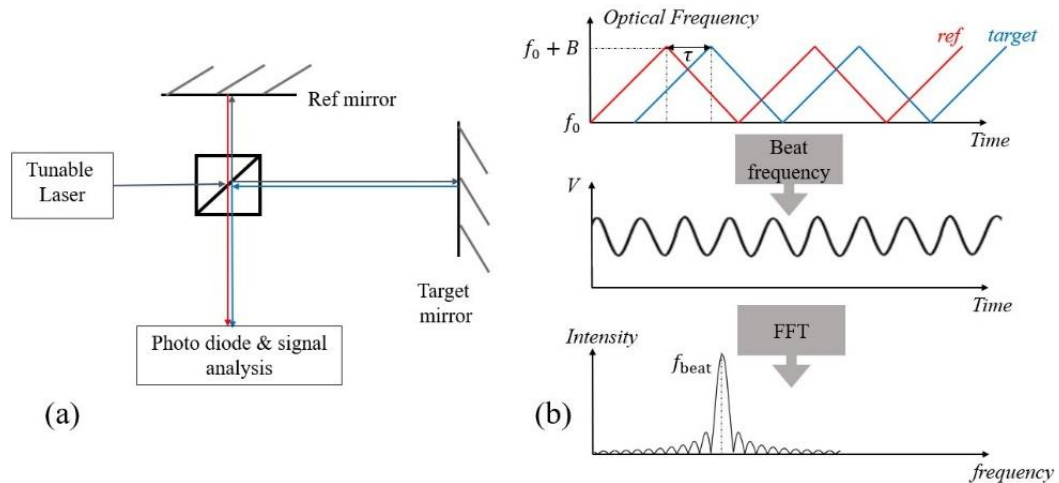 Ref mirror
Tunable
Laser
Target
mirror
Photo diode & signal
analysis
(a)
Optical Frequency
f₀ + B
τ
ref
target
f₀
Time
Beat
frequency
V
Time
FFT
Intensity
f_beat
(b)
frequency